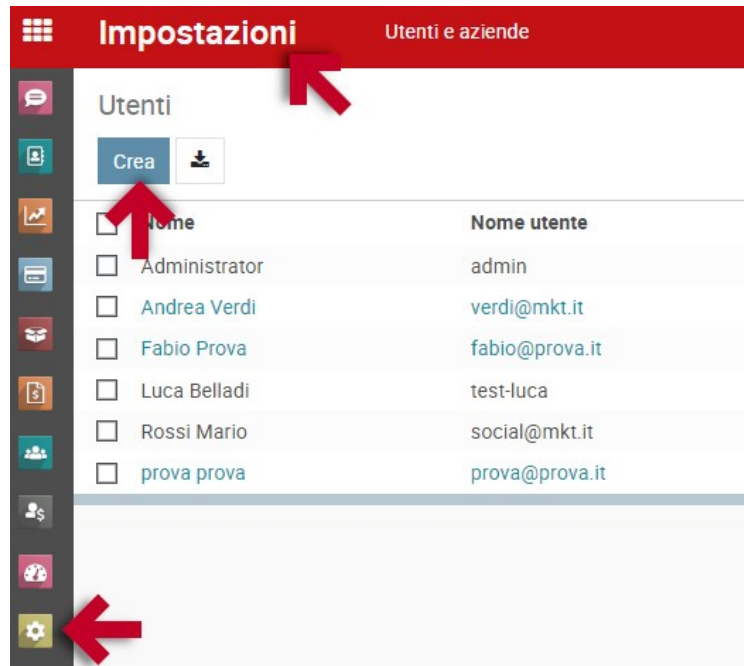 Impostazioni Utenti e aziende
Utenti
Crea
Nome Nome utente
Administrator admin
Andrea Verdi verdi@mkt.it
Fabio Prova fabio@prova.it
Luca Belladi test-luca
Rossi Mario social@mkt.it
prova prova prova@prova.it